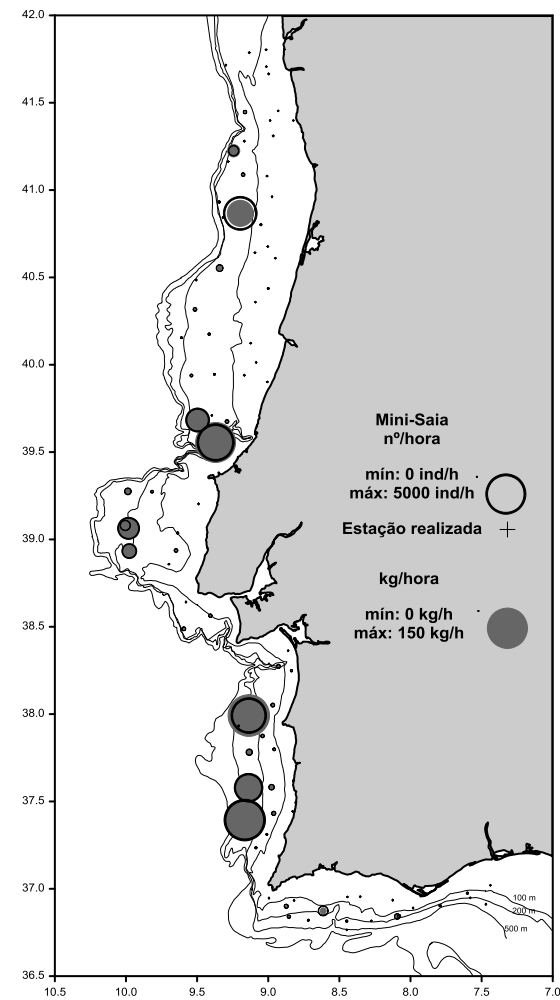 42.0
41.5
41.0
40.5
40.0
39.5
39.0
38.5
38.0
37.5
37.0
36.5
Mini-Saia
nº/hora
mín: 0 ind/h
máx: 5000 ind/h
Estação realizada
kg/hora
mín: 0 kg/h
máx: 150 kg/h
100 m
200 m
500 m
10.5 10.0 9.5 9.0 8.5 8.0 7.5 7.0